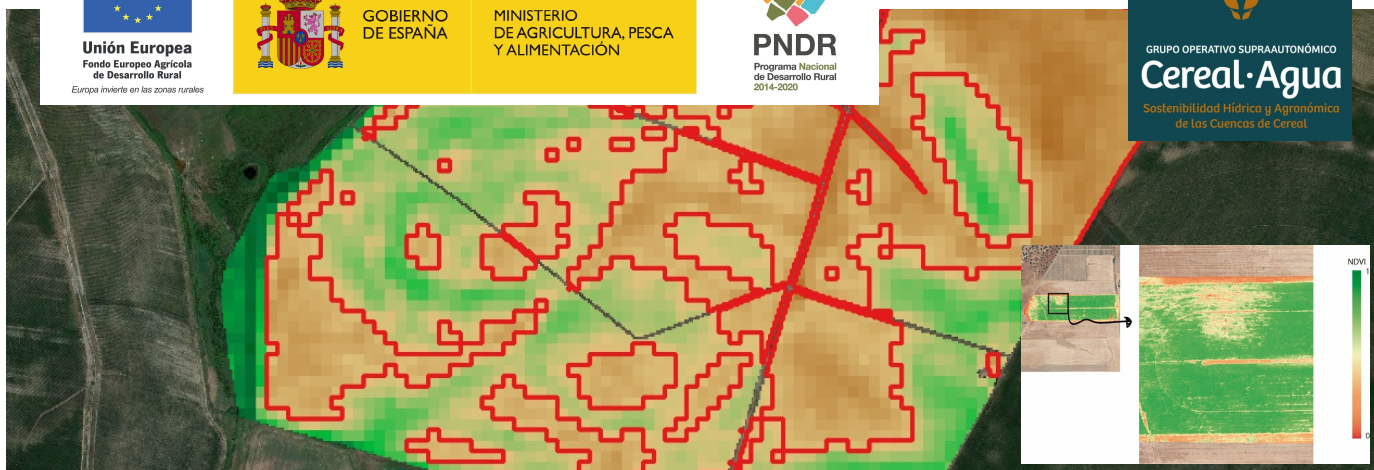 Unión Europea
Fondo Europeo Agrícola
de Desarrollo Rural
Europa invierte en las zonas rurales
GOBIERNO
DE ESPAÑA
MINISTERIO
DE AGRICULTURA, PESCA
Y ALIMENTACIÓN
PNDR
Programa Nacional
de Desarrollo Rural
2014-2020
GRUPO OPERATIVO SUPRAAUTONÓMICO
Cereal·Agua
Sostenibilidad Hídrica y Agronómica
de las Cuencas de Cereal
NDVI
1
0